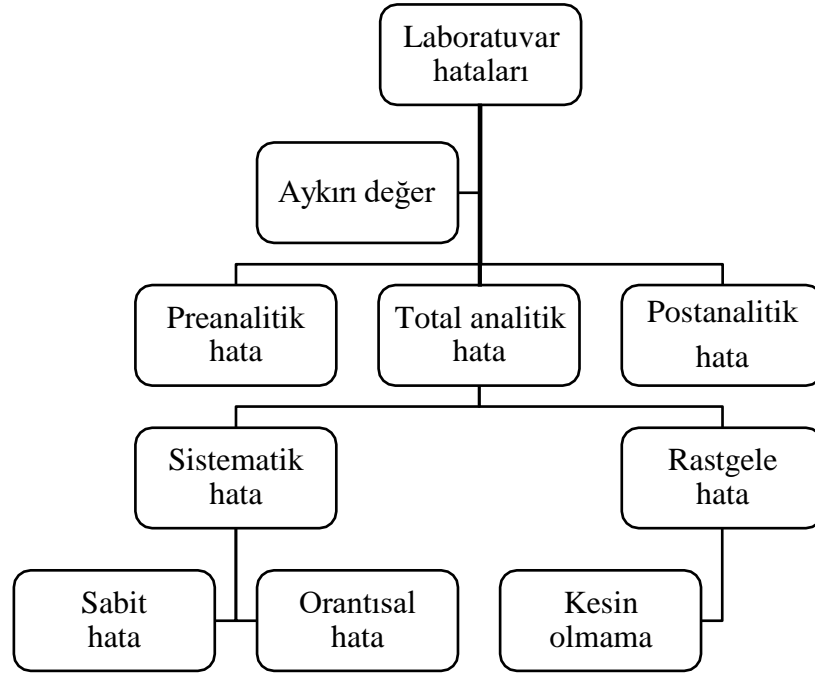 Laboratuvar
hataları
Aykırı değer
Preanalitik
hata
Total analitik
hata
Postanalitik
hata
Sistematik
hata
Rastgele
hata
Sabit
hata
Orantısal
hata
Kesin
olmama